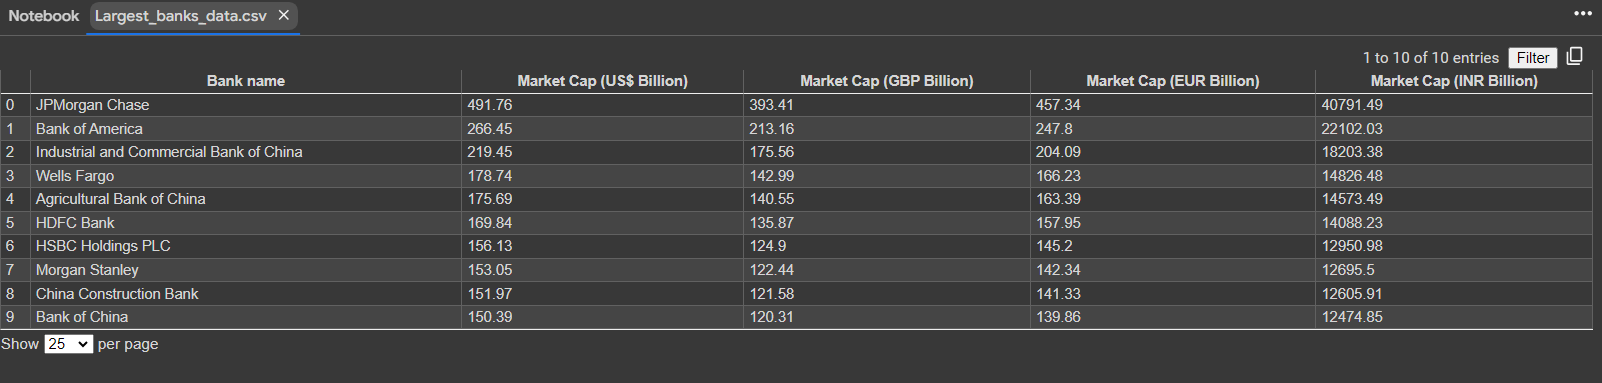 Notebook Largest_banks_data.csv ✕ •••
1 to 10 of 10 entries Filter
Bank name Market Cap (US$ Billion) Market Cap (GBP Billion) Market Cap (EUR Billion) Market Cap (INR Billion)
0 JPMorgan Chase 491.76 393.41 457.34 40791.49
1 Bank of America 266.45 213.16 247.8 22102.03
2 Industrial and Commercial Bank of China 219.45 175.56 204.09 18203.38
3 Wells Fargo 178.74 142.99 166.23 14826.48
4 Agricultural Bank of China 175.69 140.55 163.39 14573.49
5 HDFC Bank 169.84 135.87 157.95 14088.23
6 HSBC Holdings PLC 156.13 124.9 145.2 12950.98
7 Morgan Stanley 153.05 122.44 142.34 12695.5
8 China Construction Bank 151.97 121.58 141.33 12605.91
9 Bank of China 150.39 120.31 139.86 12474.85
Show 25 per page